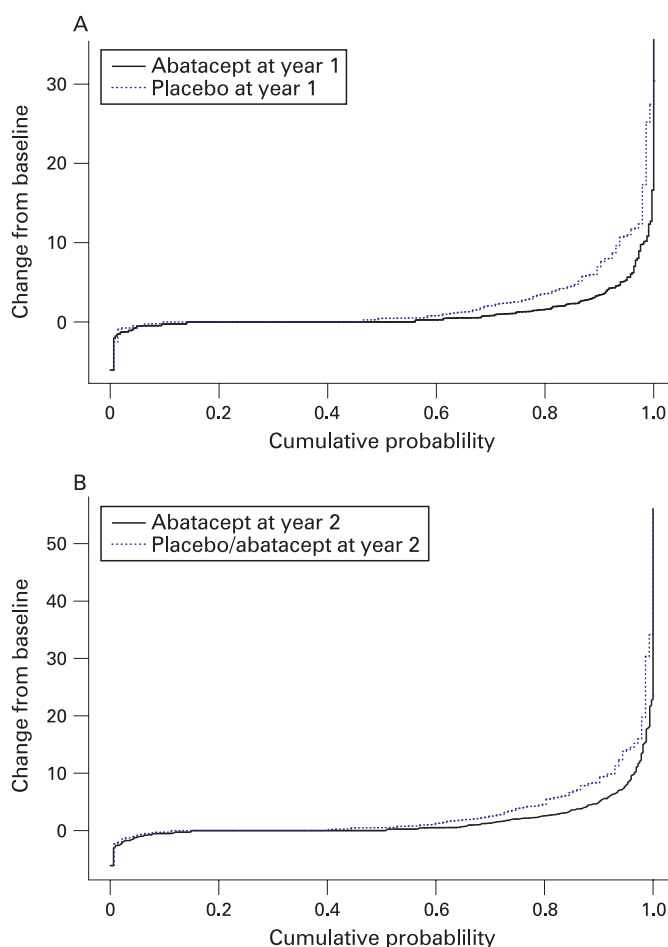 A
Abatacept at year 1
Placebo at year 1
30
20
10
0
Change from baseline
0 0.2 0.4 0.6 0.8 1.0
Cumulative probablility
B
Abatacept at year 2
Placebo/abatacept at year 2
50
40
30
20
10
0
Change from baseline
0 0.2 0.4 0.6 0.8 1.0
Cumulative probablility